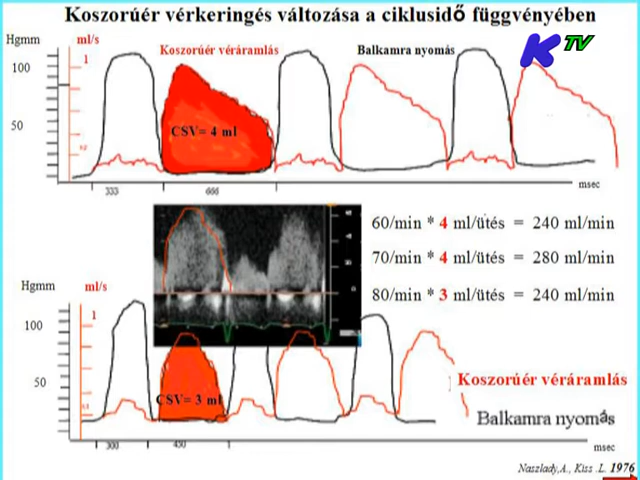 Koszorúér vérkeringés változása a ciklusidő függvényében
Hgmm
ml/s
Koszorúér véráramlás
Balkamra nyomás
K TV
1
100
CSV= 4 ml
50
333
666
msec
60/min * 4 ml/ütés = 240 ml/min
70/min * 4 ml/ütés = 280 ml/min
80/min * 3 ml/ütés = 240 ml/min
Hgmm
ml/s
1
100
50
Koszorúér véráramlás
CSV= 3 ml
Balkamra nyomás
300
450
msec
Naszlady,A., Kiss .L. 1976